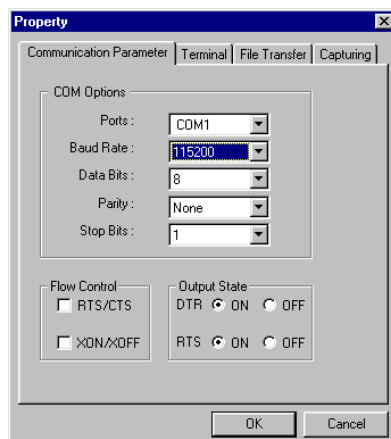 Property
Communication Parameter Terminal File Transfer Capturing
COM Options
Ports : COM1
Baud Rate : 115200
Data Bits : 8
Parity : None
Stop Bits : 1
Flow Control Output State
RTS/CTS DTR ON OFF
XON/XOFF RTS ON OFF
OK Cancel